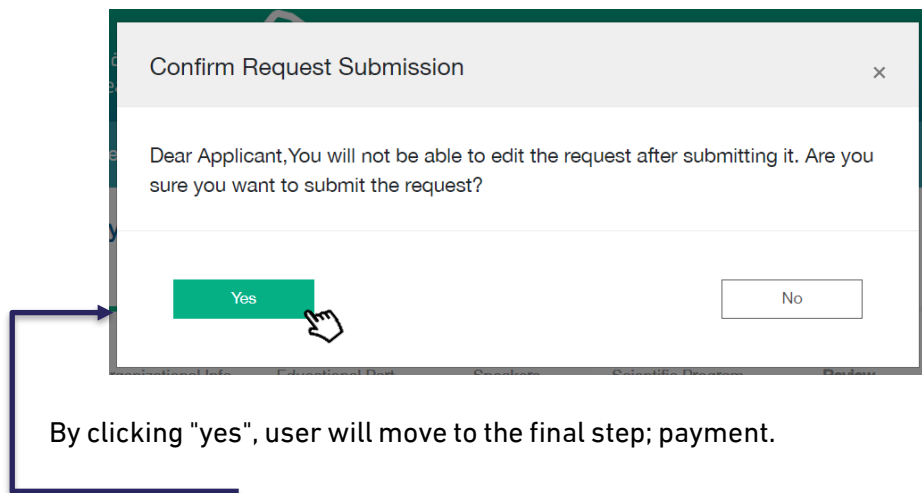 Confirm Request Submission ×
Dear Applicant,You will not be able to edit the request after submitting it. Are you
sure you want to submit the request?
Yes No
Educational Part Speakers Scientific Program Review
By clicking "yes", user will move to the final step; payment.